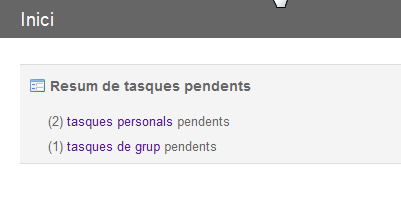 Inici
Resum de tasques pendents
(2) tasques personals pendents
(1) tasques de grup pendents